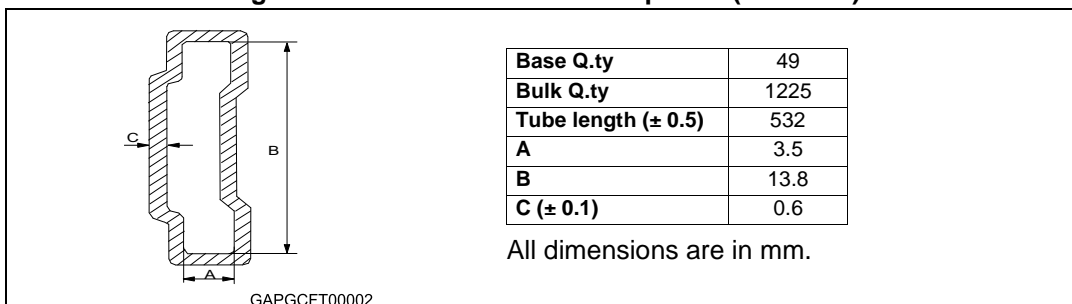 C
B
A
GAPGCFT00002
Base Q.ty 49
Bulk Q.ty 1225
Tube length (± 0.5) 532
A 3.5
B 13.8
C (± 0.1) 0.6
All dimensions are in mm.